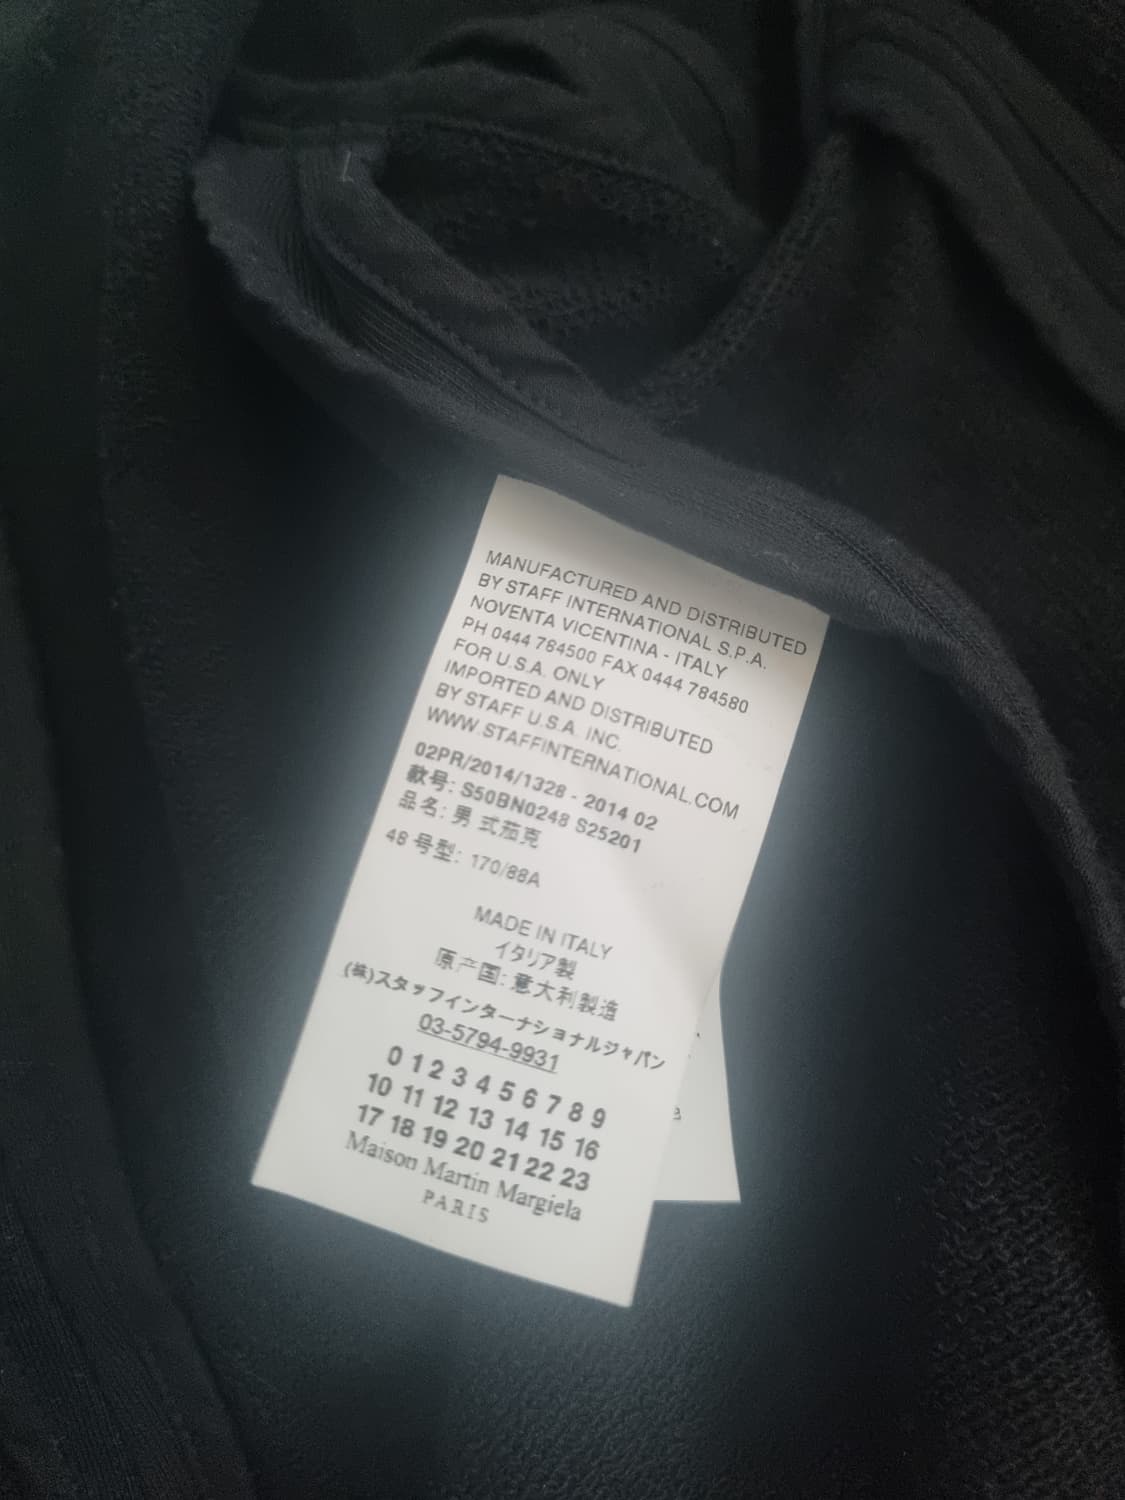 MANUFACTURED AND DISTRIBUTED
BY STAFF INTERNATIONAL S.P.A.
NOVENTA VICENTINA - ITALY
PH 0444 784500 FAX 0444 784580
FOR U.S.A. ONLY
IMPORTED AND DISTRIBUTED
BY STAFF U.S.A. INC.
WWW.STAFFINTERNATIONAL.COM
02PR/2014/1328 - 2014 02
款号: S50BN0248 S25201
品名: 男 式茄克
48 号型: 170/88A
MADE IN ITALY
イタリア製
原产国: 意大利製造
(株)スタッフインターナショナルジャパン
03-5794-9931
0 1 2 3 4 5 6 7 8 9
10 11 12 13 14 15 16
17 18 19 20 21 22 23
Maison Martin Margiela
PARIS